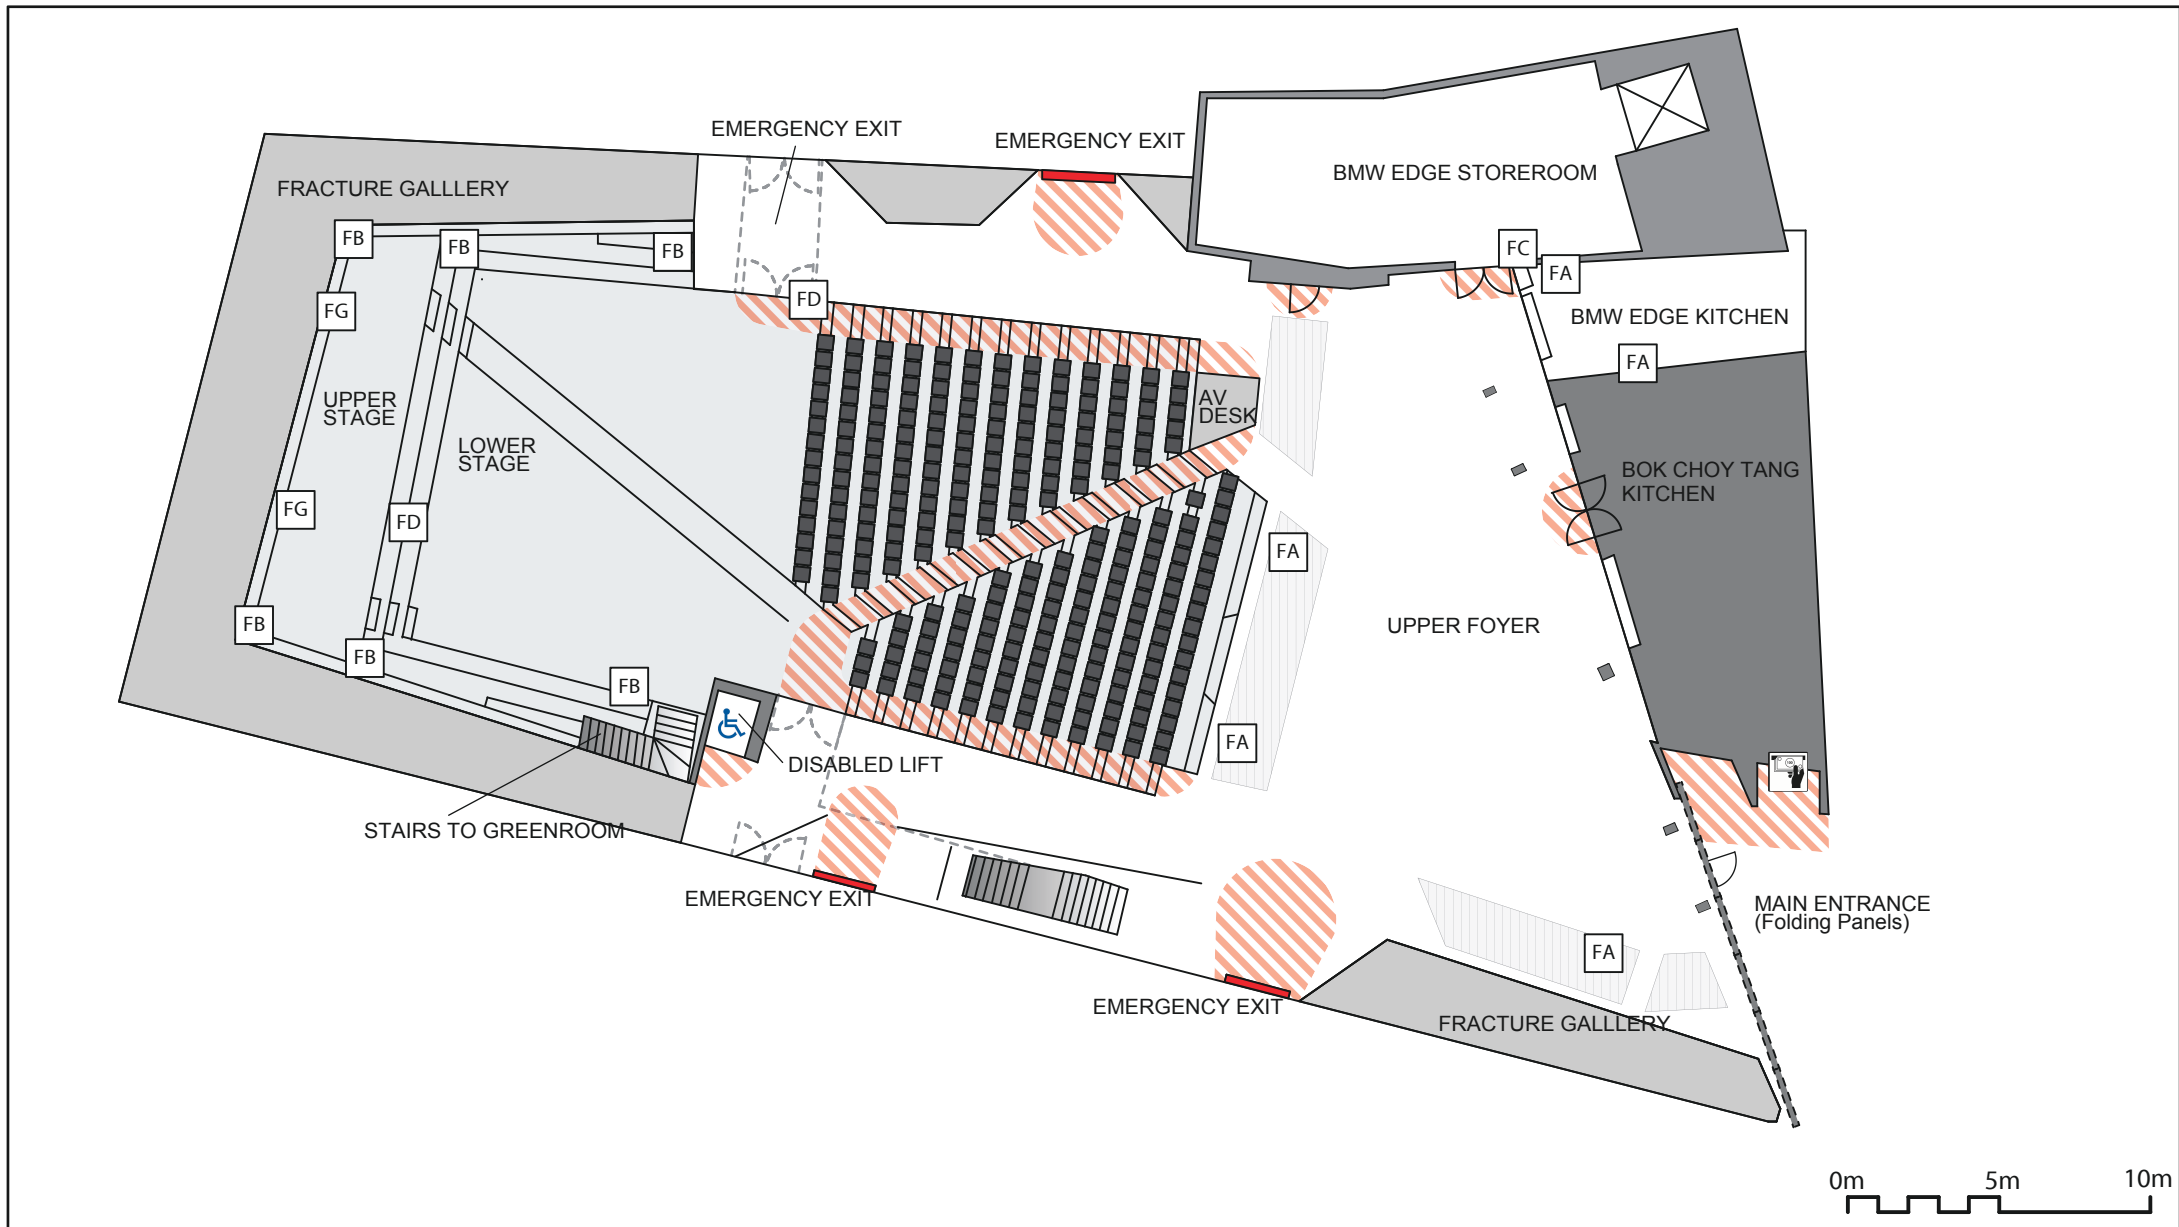 EMERGENCY EXIT
EMERGENCY EXIT
BMW EDGE STOREROOM
FRACTURE GALLLERY
FB
FB
FB
FC
FA
FD
FG
BMW EDGE KITCHEN
FA
UPPER
STAGE
AV
DESK
LOWER
STAGE
BOK CHOY TANG
KITCHEN
FG
FD
FA
FB
UPPER FOYER
FB
FB
FA
DISABLED LIFT
STAIRS TO GREENROOM
EMERGENCY EXIT
MAIN ENTRANCE
(Folding Panels)
FA
EMERGENCY EXIT
FRACTURE GALLLERY
0m
5m
10m